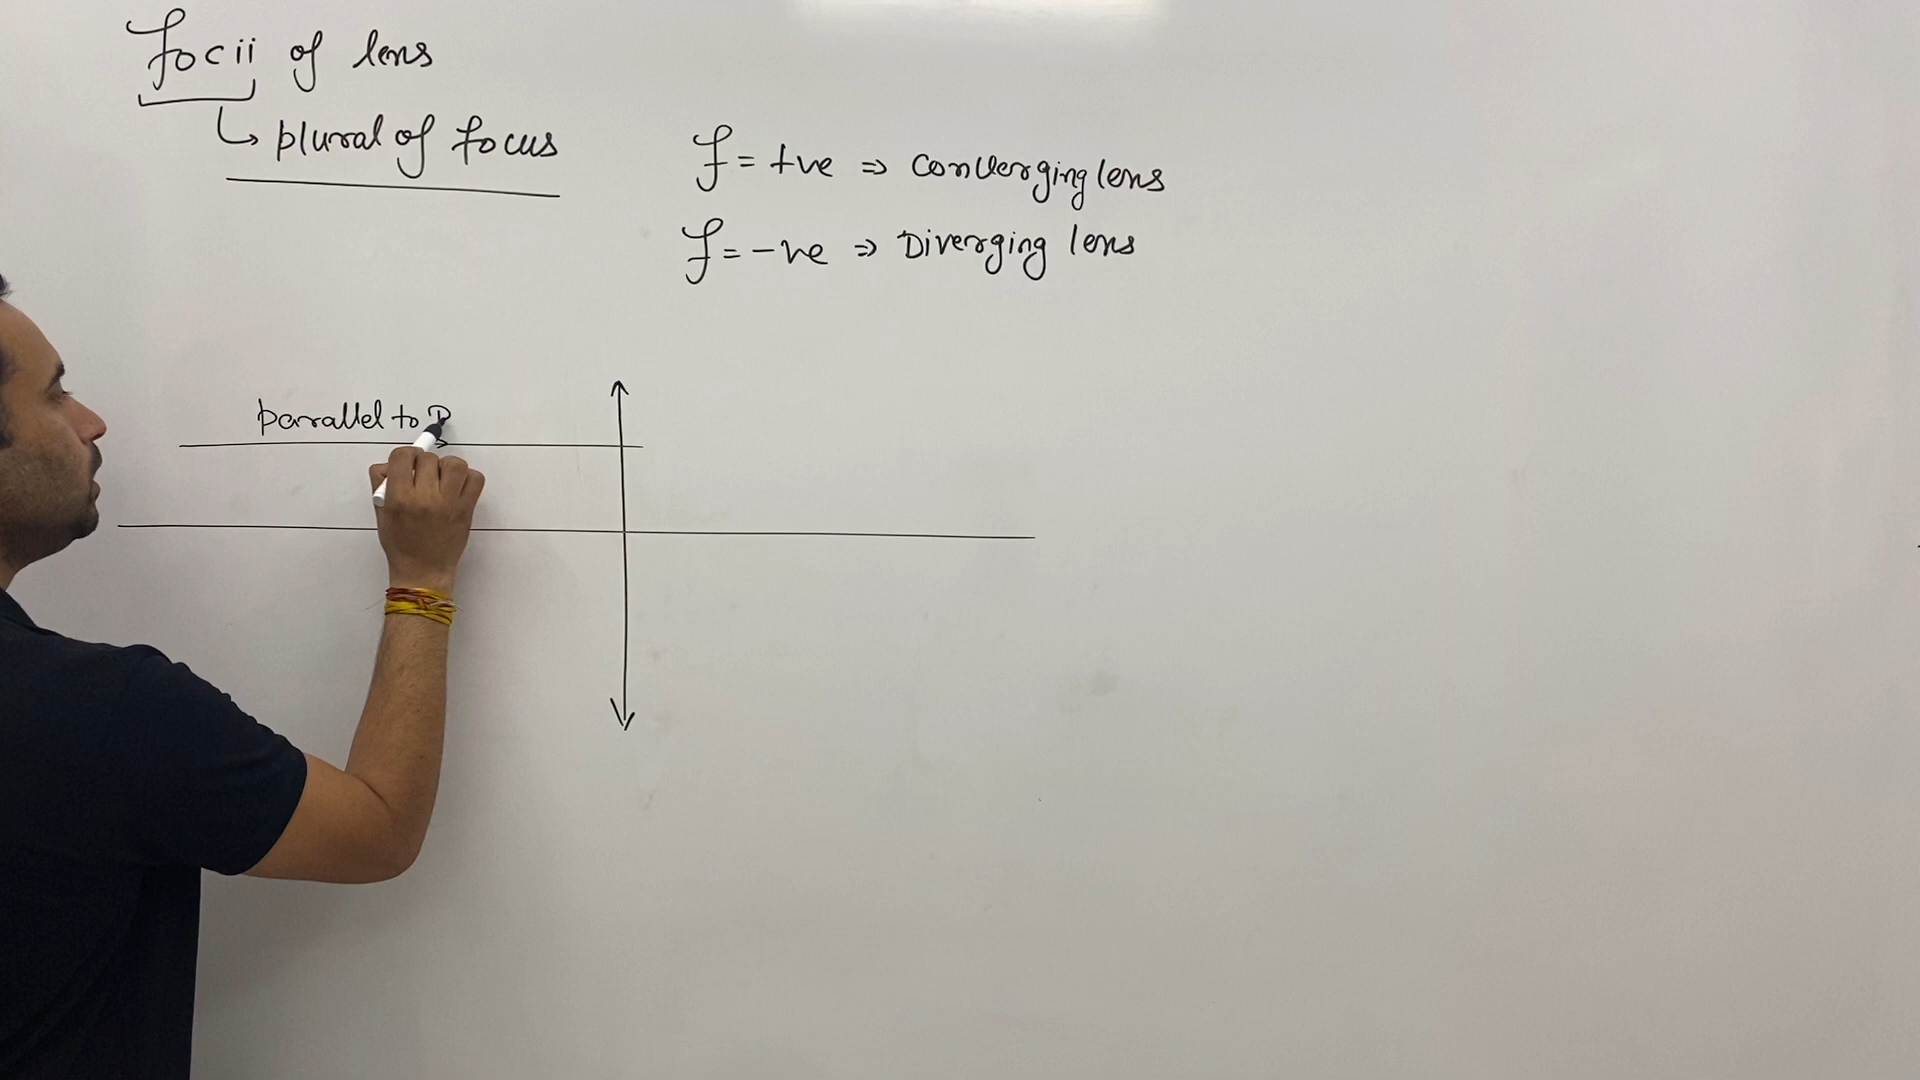 focii of lens
↳ plural of focus
f = +ve ⇒ converging lens
f = -ve ⇒ Diverging lens
parallel to P